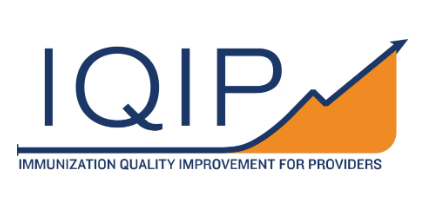 IQIP
IMMUNIZATION QUALITY IMPROVEMENT FOR PROVIDERS